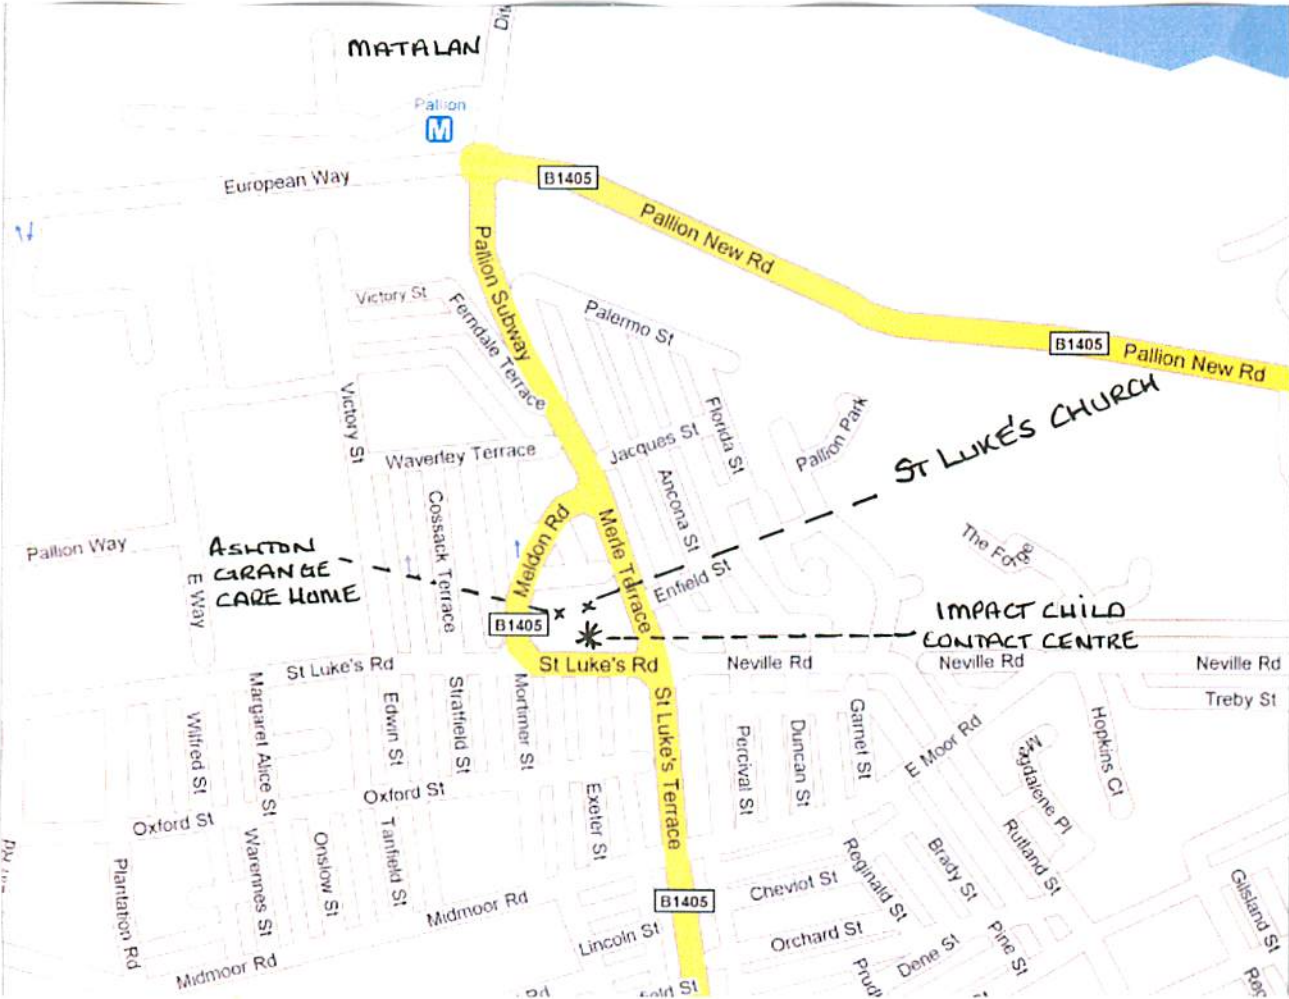 MATALAN
Pallion
M
European Way
B1405
Pallion New Rd
Pallion Subway
Victory St
Ferndale Terrace
Palermo St
B1405
Pallion New Rd
Victory St
Waverley Terrace
Jacques St
Florida St
Pallion Park
ST LUKE'S CHURCH
Ancona St
Cossack Terrace
Meldon Rd
Merle Terrace
Pallion Way
E Way
ASHTON
GRANGE
CARE HOME
Enfield St
The Forge
B1405
IMPACT CHILD
CONTACT CENTRE
St Luke's Rd
St Luke's Rd
Neville Rd
Neville Rd
Neville Rd
Treby St
Wilfred St
Margaret Alice St
Edwin St
Stratfield St
Mortimer St
St Luke's Terrace
Percival St
Duncan St
Garnet St
E Moor Rd
Magdalene Pl
Hopkins Ct
Oxford St
Oxford St
Exeter St
Plantation Rd
Warennes St
Onslow St
Tanfield St
Midmoor Rd
Midmoor Rd
B1405
Lincoln St
Cheviot St
Reginald St
Brady St
Rutland St
Orchard St
Dene St
Pine St
Gilsland St
Rd
field St